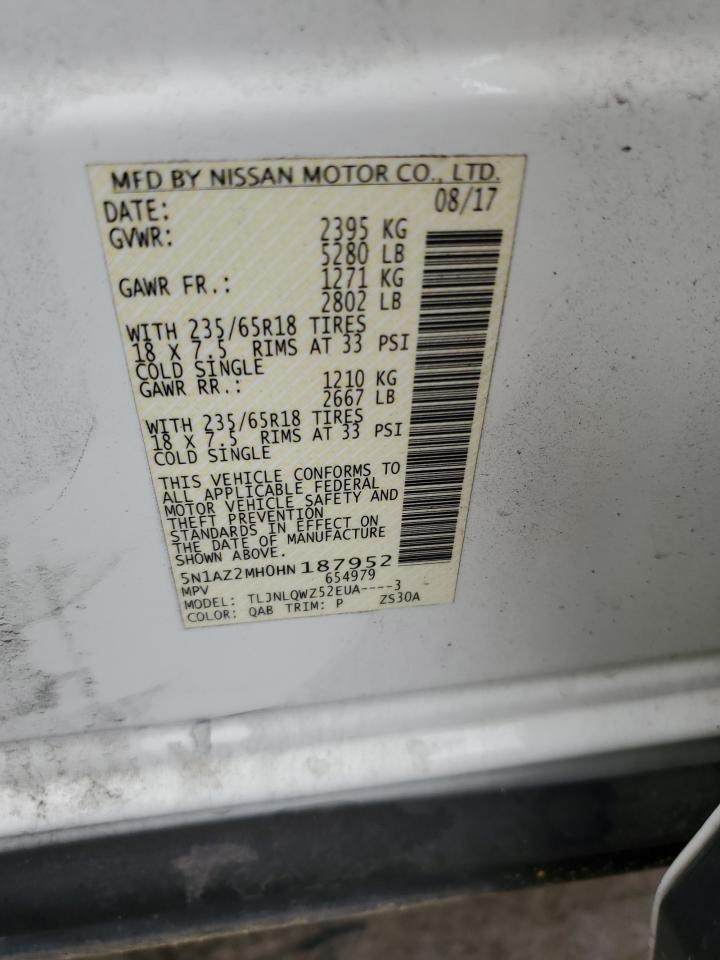 MFD BY NISSAN MOTOR CO., LTD.
DATE: 08/17
GVWR: 2395 KG
5280 LB
GAWR FR.: 1271 KG
2802 LB
WITH 235/65R18 TIRES
18 X 7.5 RIMS AT 33 PSI
COLD SINGLE
GAWR RR.: 1210 KG
2667 LB
WITH 235/65R18 TIRES
18 X 7.5 RIMS AT 33 PSI
COLD SINGLE
THIS VEHICLE CONFORMS TO
ALL APPLICABLE FEDERAL
MOTOR VEHICLE SAFETY AND
THEFT PREVENTION
STANDARDS IN EFFECT ON
THE DATE OF MANUFACTURE
SHOWN ABOVE.
5N1AZ2MH0HN187952
MPV 654979
MODEL: TLJNLQWZ52EUA----3
COLOR: QAB TRIM: P ZS30A